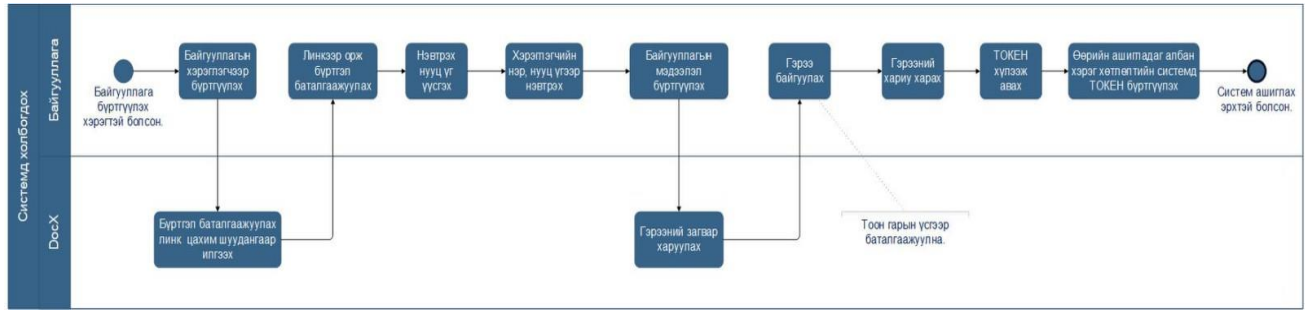 Системд холбогдох
Байгууллага
Байгууллага
бүртгүүлэх
хэрэгтэй болсон.
Байгууллагын
хэрэглэгчээр
бүртгүүлэх
Линкээр орж
бүртгэл
баталгаажуулах
Нэвтрэх
нууц үг
үүсгэх
Хэрэглэгчийн
нэр, нууц үгээр
нэвтрэх
Байгууллагын
мэдээлэл
бүртгүүлэх
Гэрээ
байгуулах
Гэрээний
хариу харах
ТОКЕН
хүлээж
авах
Өөрийн ашигладаг албан
хэрэг хөтлөлтийн системд
ТОКЕН бүртгүүлэх
Систем ашиглах
эрхтэй болсон.
DocX
Бүртгэл баталгаажуулах
линк цахим шуудангаар
илгээх
Гэрээний загвар
харуулах
Тоон гарын үсгээр
баталгаажуулна.